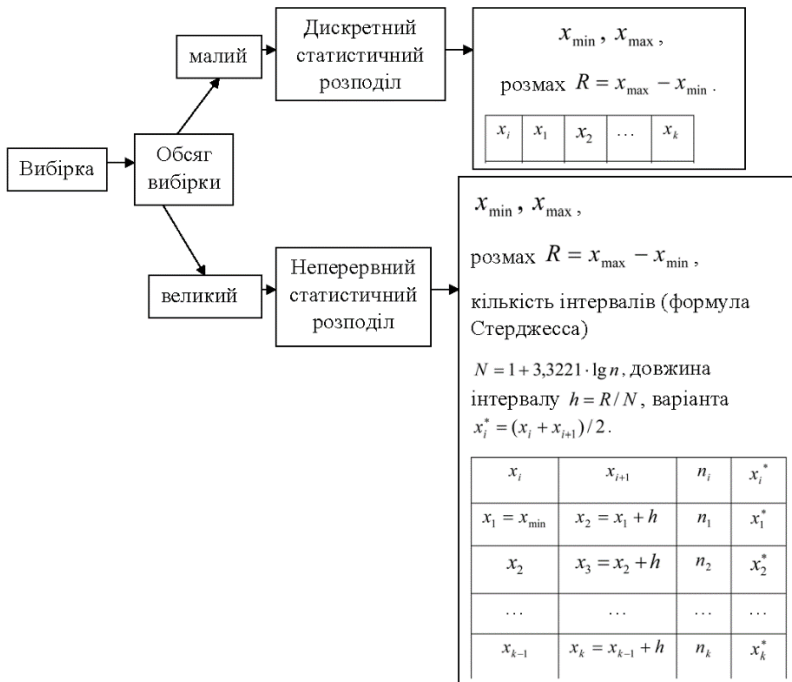 Вибірка
Обсяг
вибірки
малий
Дискретний
статистичний
розподіл
x_min , x_max ,
розмах R = x_max − x_min .
x_i x_1 x_2 … x_k
великий
Неперервний
статистичний
розподіл
x_min , x_max ,
розмах R = x_max − x_min ,
кількість інтервалів (формула
Стерджесса)
N = 1 + 3,3221 · lg n , довжина
інтервалу h = R / N , варіанта
x_i^* = (x_i + x_{i+1}) / 2 .
x_i x_{i+1} n_i x_i^*
x_1 = x_min x_2 = x_1 + h n_1 x_1^*
x_2 x_3 = x_2 + h n_2 x_2^*
… … … …
x_{k−1} x_k = x_{k−1} + h n_k x_k^*